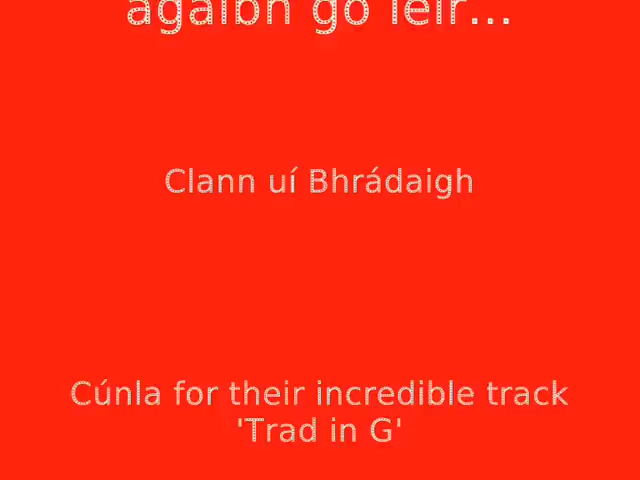 agaibh go léir...
Clann uí Bhrádaigh
Cúnla for their incredible track
'Trad in G'